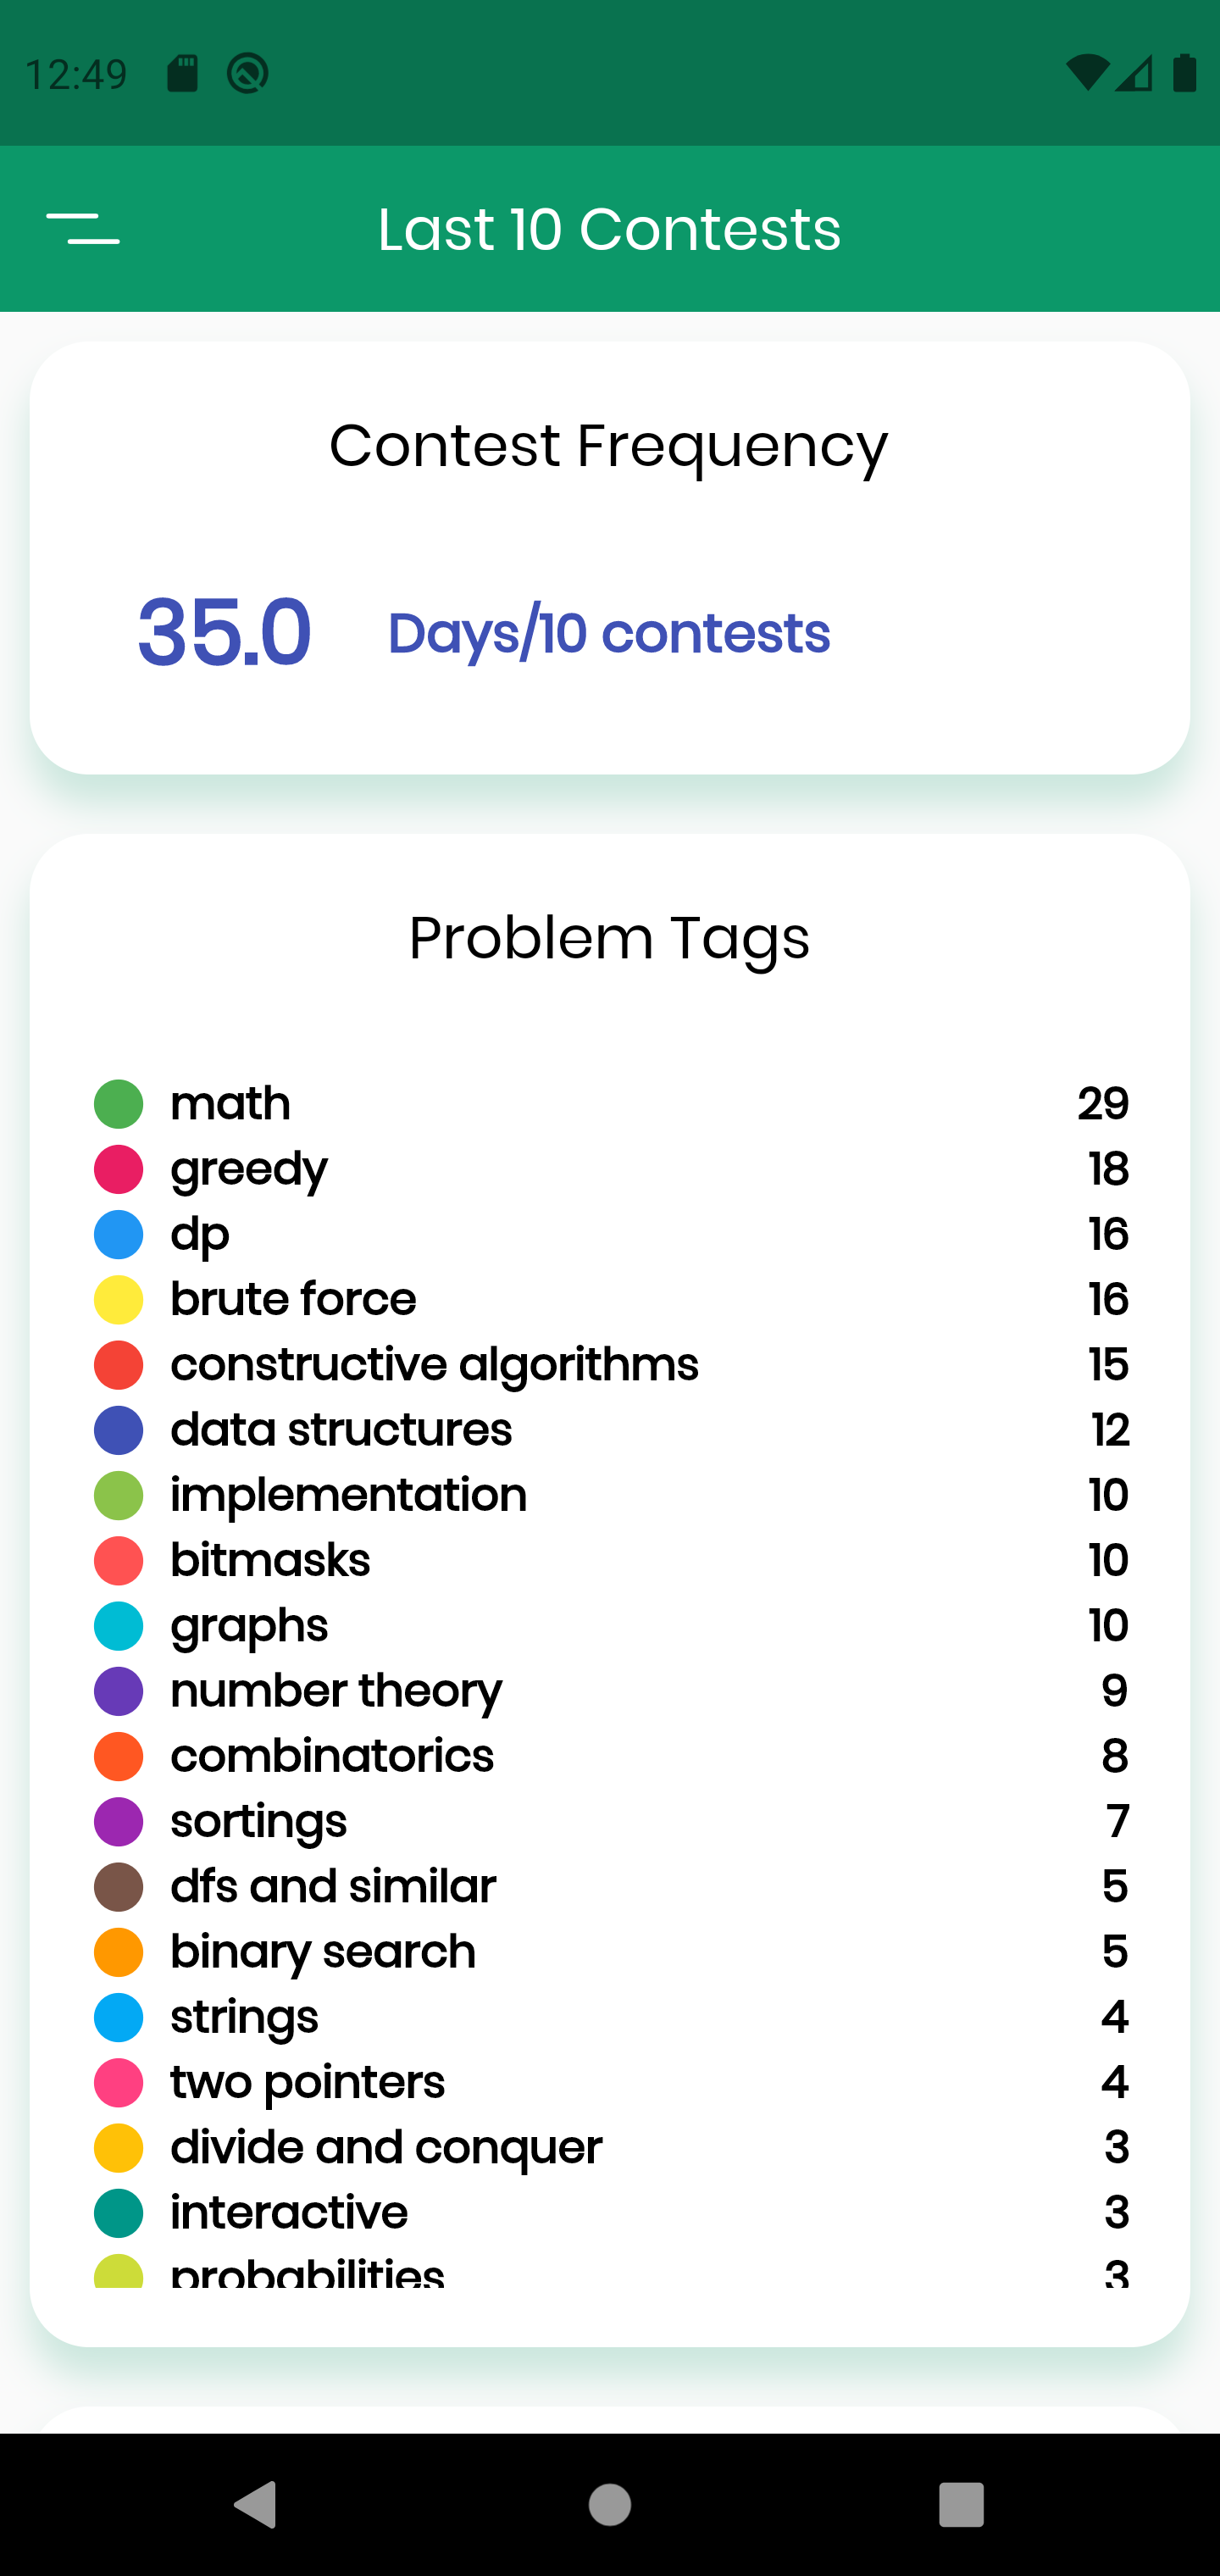 12:49
Last 10 Contests
Contest Frequency
35.0 Days/10 contests
Problem Tags
math 29
greedy 18
dp 16
brute force 16
constructive algorithms 15
data structures 12
implementation 10
bitmasks 10
graphs 10
number theory 9
combinatorics 8
sortings 7
dfs and similar 5
binary search 5
strings 4
two pointers 4
divide and conquer 3
interactive 3
probabilities 3